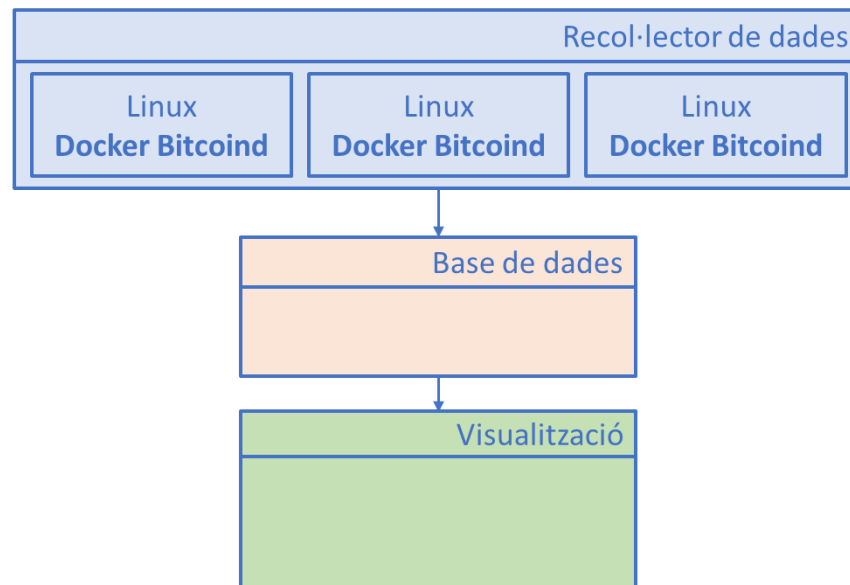 Recol·lector de dades
Linux
Docker Bitcoind
Linux
Docker Bitcoind
Linux
Docker Bitcoind
Base de dades
Visualització